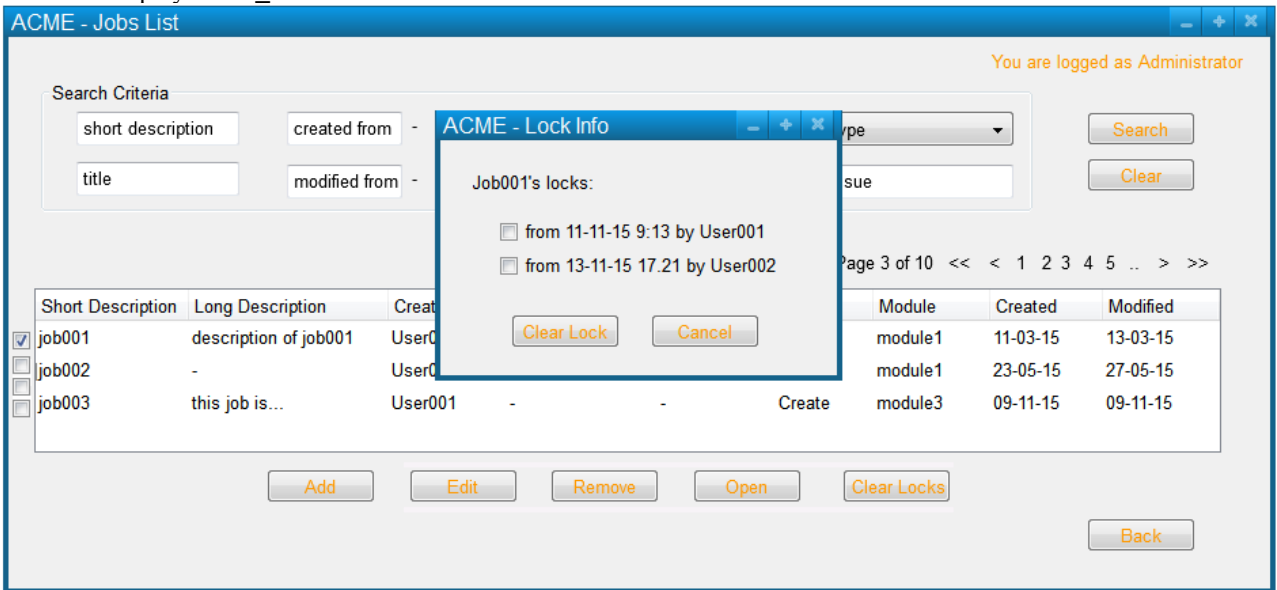 ACME - Jobs List
You are logged as Administrator
Search Criteria
short description created from - Search
title modified from - Clear
ACME - Lock Info
Job001's locks:
from 11-11-15 9:13 by User001
from 13-11-15 17.21 by User002
Clear Lock Cancel
Page 3 of 10 << < 1 2 3 4 5 .. > >>
Short Description Long Description Module Created Modified
job001 description of job001 module1 11-03-15 13-03-15
job002 - module1 23-05-15 27-05-15
job003 this job is... User001 - - Create module3 09-11-15 09-11-15
Add Edit Remove Open Clear Locks
Back